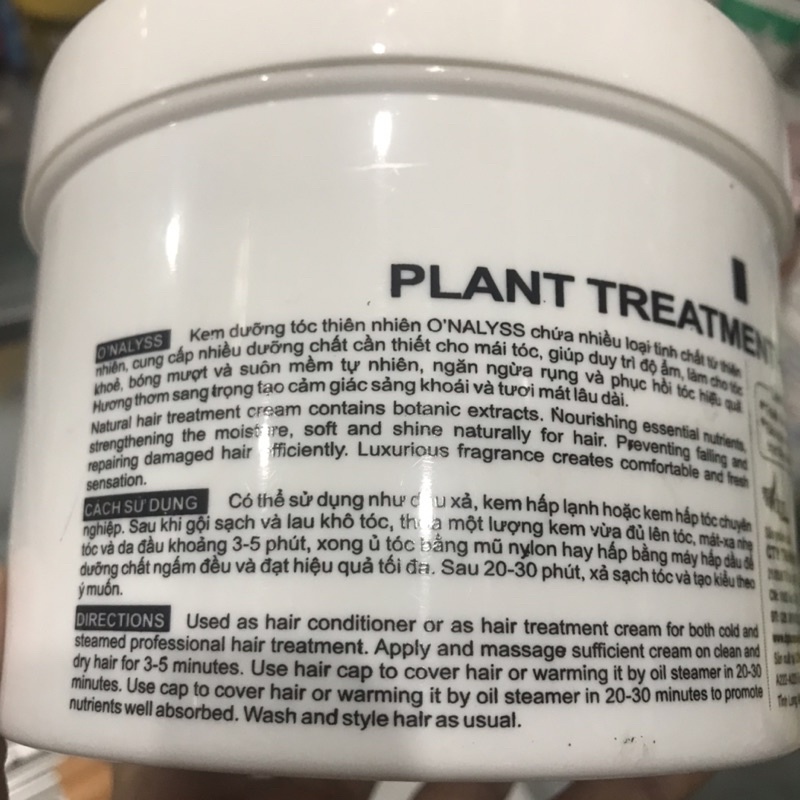 PLANT TREATMENT
O'NALYSS Kem dưỡng tóc thiên nhiên O'NALYSS chứa nhiều loại tinh chất từ thiên
nhiên, cung cấp nhiều dưỡng chất cần thiết cho mái tóc, giúp duy trì độ ẩm, làm cho tóc
khoẻ, bóng mượt và suôn mềm tự nhiên, ngăn ngừa rụng và phục hồi tóc hiệu quả.
Hương thơm sang trọng tạo cảm giác sảng khoái và tươi mát lâu dài.
Natural hair treatment cream contains botanic extracts. Nourishing essential nutrients,
strengthening the moisture, soft and shine naturally for hair. Preventing falling and
repairing damaged hair efficiently. Luxurious fragrance creates comfortable and fresh
sensation.
CÁCH SỬ DỤNG Có thể sử dụng như dầu xả, kem hấp lạnh hoặc kem hấp tóc chuyên
nghiệp. Sau khi gội sạch và lau khô tóc, thoa một lượng kem vừa đủ lên tóc, mát-xa nhẹ
tóc và da đầu khoảng 3-5 phút, xong ủ tóc bằng mũ nylon hay hấp bằng máy hấp dầu để
dưỡng chất ngấm đều và đạt hiệu quả tối đa. Sau 20-30 phút, xả sạch tóc và tạo kiểu theo
ý muốn.
DIRECTIONS Used as hair conditioner or as hair treatment cream for both cold and
steamed professional hair treatment. Apply and massage sufficient cream on clean and
dry hair for 3-5 minutes. Use hair cap to cover hair or warming it by oil steamer in 20-30
minutes. Use cap to cover hair or warming it by oil steamer in 20-30 minutes to promote
nutrients well absorbed. Wash and style hair as usual.